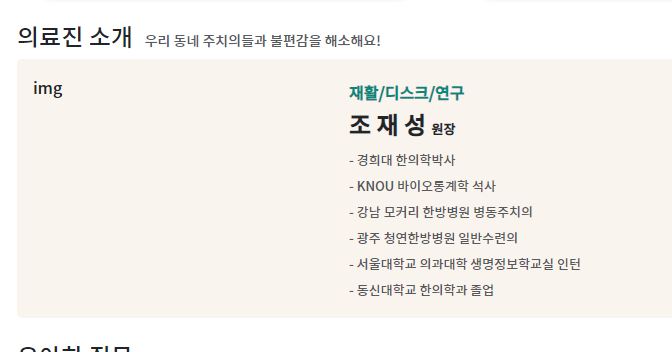 의료진 소개 우리 동네 주치의들과 불편감을 해소해요!
img
재활/디스크/연구
조 재 성 원장
- 경희대 한의학박사
- KNOU 바이오통계학 석사
- 강남 모커리 한방병원 병동주치의
- 광주 청연한방병원 일반수련의
- 서울대학교 의과대학 생명정보학교실 인턴
- 동신대학교 한의학과 졸업